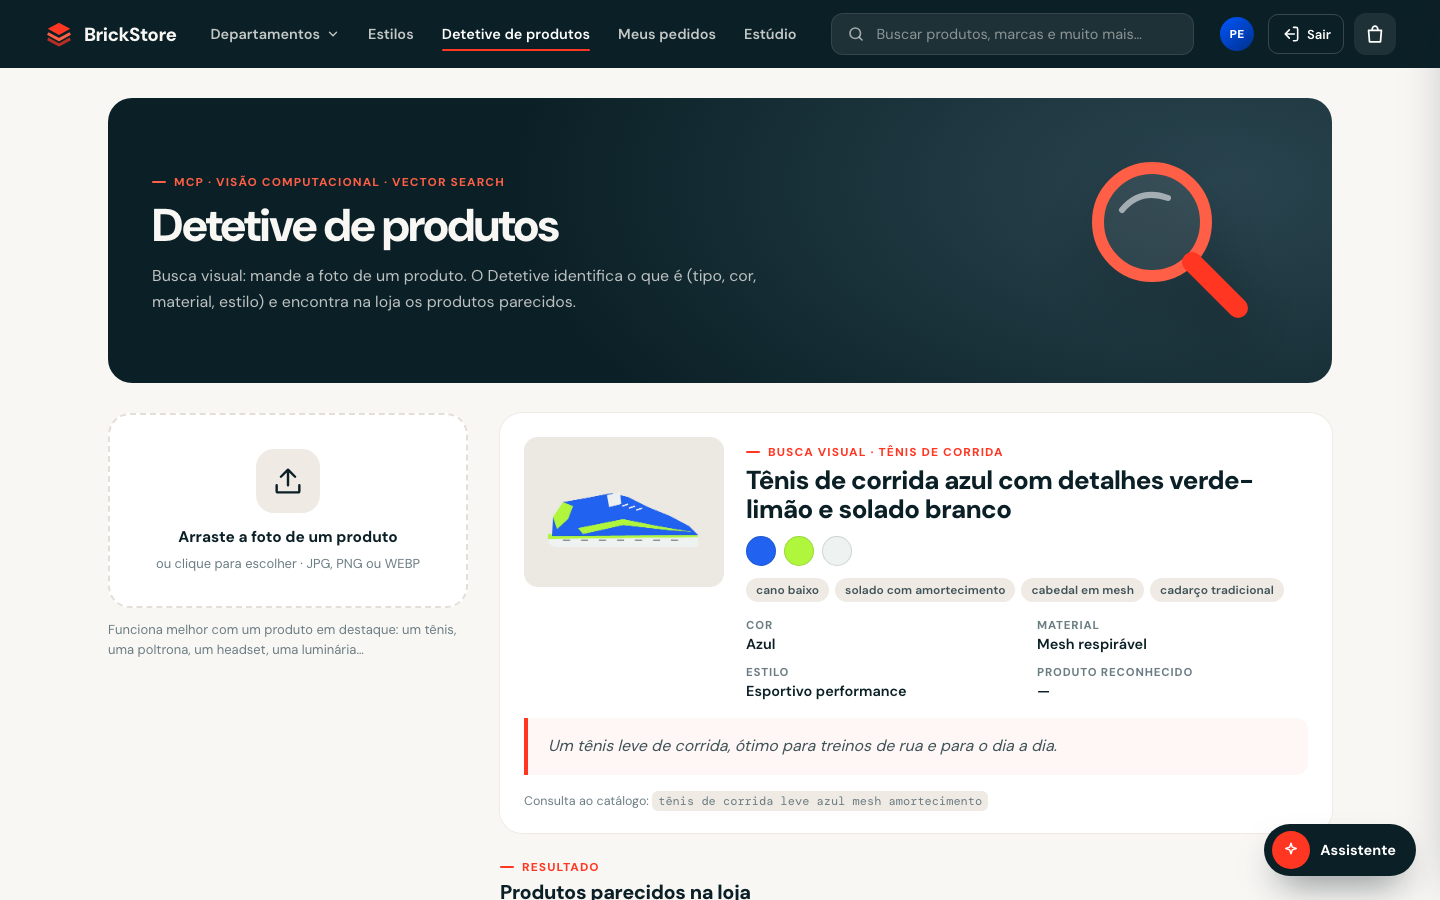 BrickStore
Departamentos
Estilos
Detetive de produtos
Meus pedidos
Estúdio
Buscar produtos, marcas e muito mais...
PE
Sair
MCP · VISÃO COMPUTACIONAL · VECTOR SEARCH
Detetive de produtos
Busca visual: mande a foto de um produto. O Detetive identifica o que é (tipo, cor,
material, estilo) e encontra na loja os produtos parecidos.
Arraste a foto de um produto
ou clique para escolher · JPG, PNG ou WEBP
Funciona melhor com um produto em destaque: um tênis,
uma poltrona, um headset, uma luminária...
BUSCA VISUAL · TÊNIS DE CORRIDA
Tênis de corrida azul com detalhes verde-
limão e solado branco
cano baixo
solado com amortecimento
cabedal em mesh
cadarço tradicional
COR
Azul
MATERIAL
Mesh respirável
ESTILO
Esportivo performance
PRODUTO RECONHECIDO
—
Um tênis leve de corrida, ótimo para treinos de rua e para o dia a dia.
Consulta ao catálogo: tênis de corrida leve azul mesh amortecimento
Assistente
RESULTADO
Produtos parecidos na loja